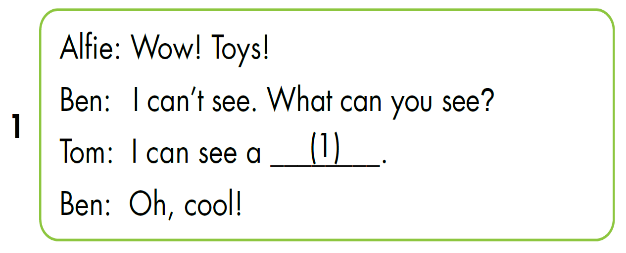 Alfie: Wow! Toys!
1
Ben: I can't see. What can you see?
Tom: I can see a ___(1)___.
Ben: Oh, cool!